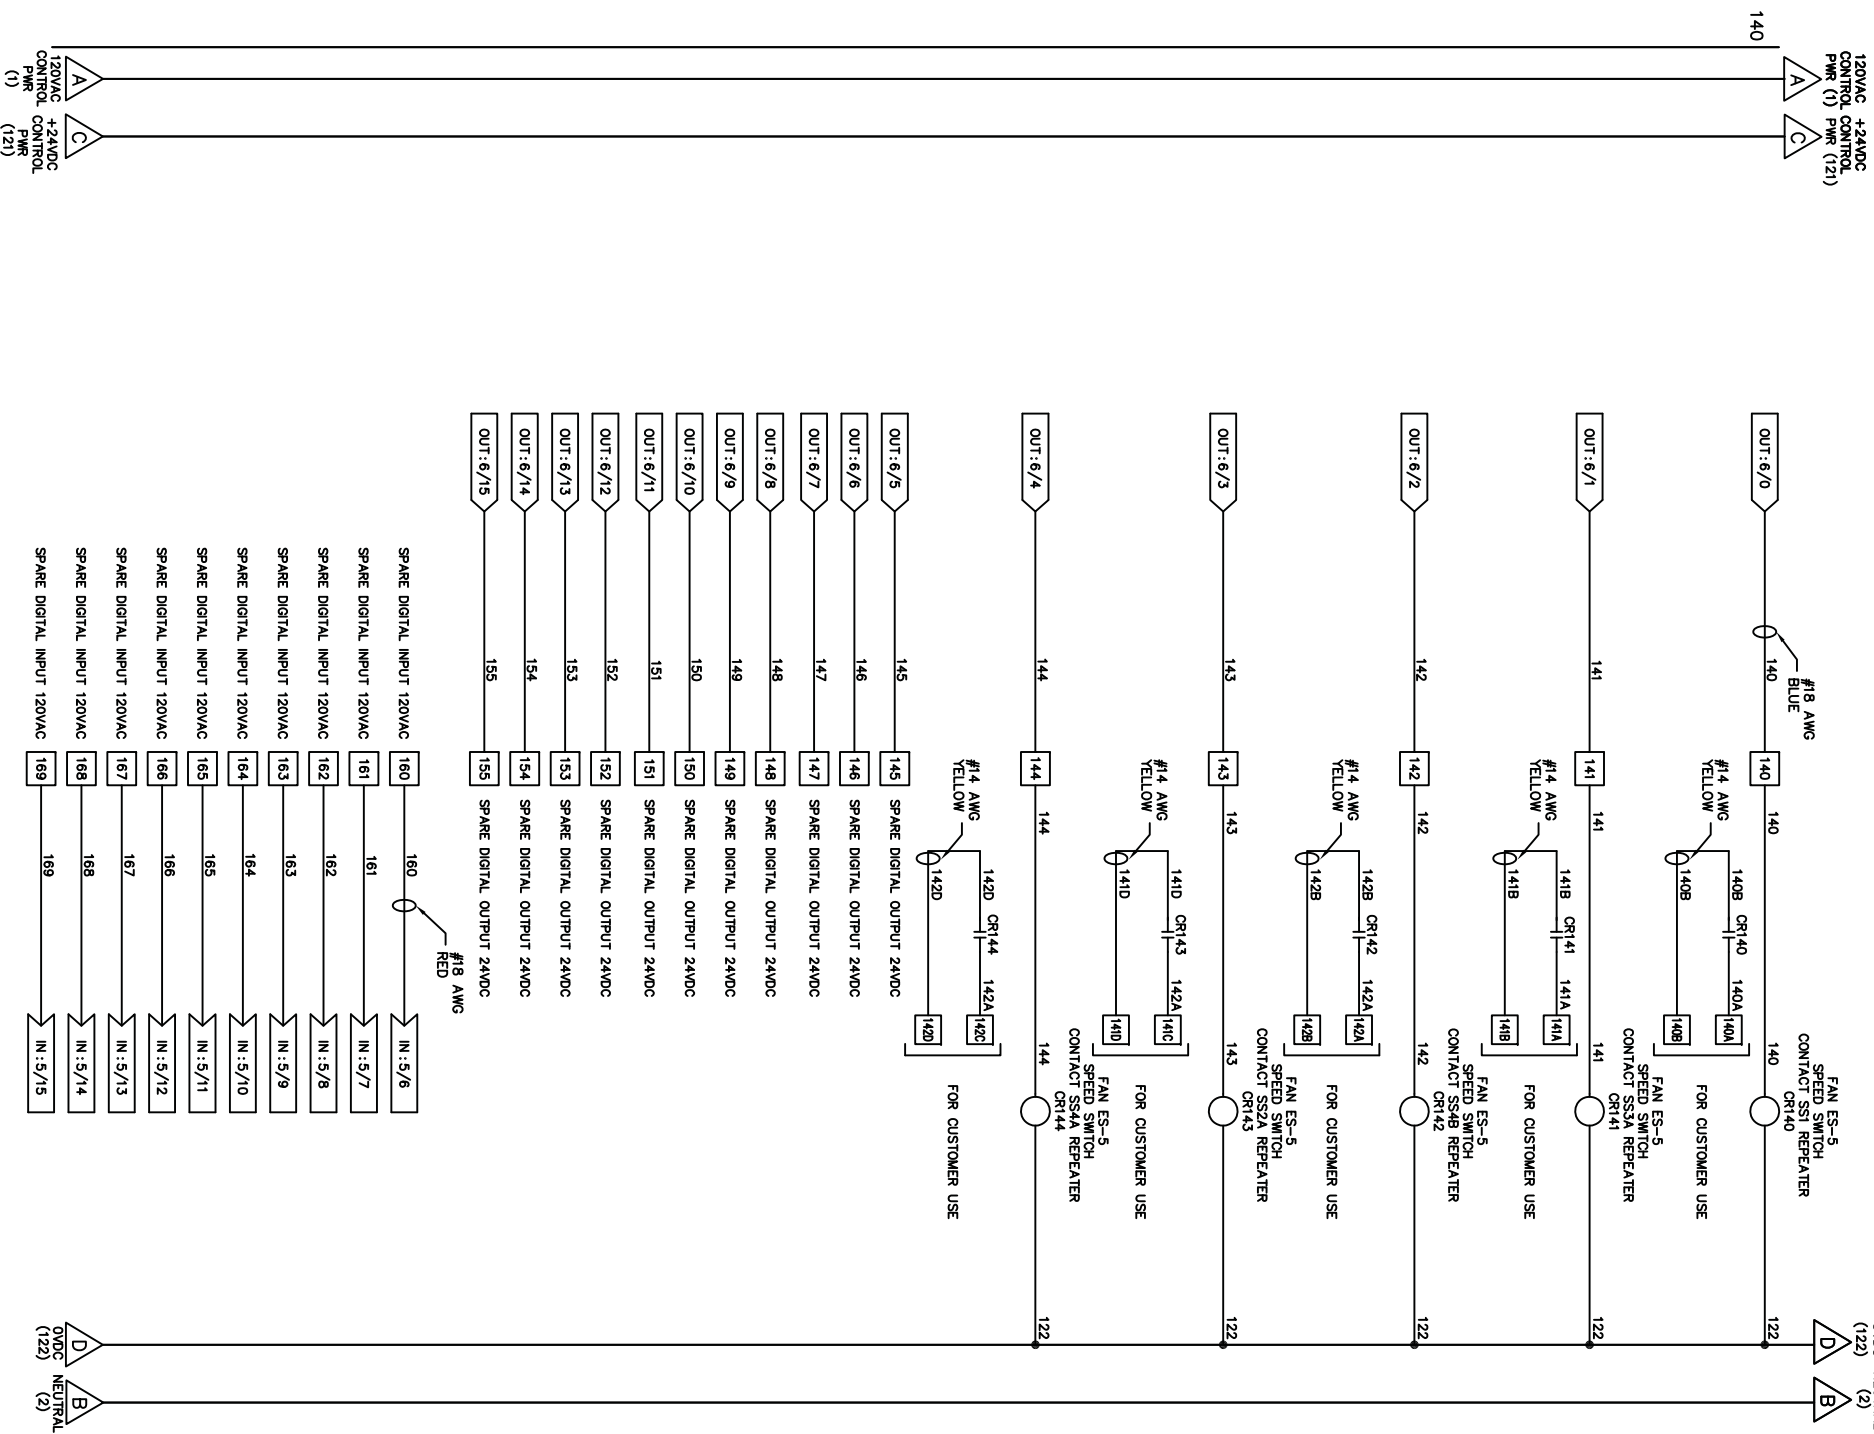 140
120VAC
CONTROL
PWR (1)
+24VDC
CONTROL
PWR (121)
A
C
(122)
D
(2)
B
OUT:6/0
140
#18 AWG
BLUE
140
140
140
FAN ES-5
SPEED SWITCH
CONTACT SS1 REPEATER
CR140
122
#14 AWG
YELLOW
140B
CR140
140A
140A
140B
140B
FOR CUSTOMER USE
OUT:6/1
141
141
141
141
FAN ES-5
SPEED SWITCH
CONTACT SS3A REPEATER
CR141
122
#14 AWG
YELLOW
141B
CR141
141A
141A
141B
141B
FOR CUSTOMER USE
OUT:6/2
142
142
142
142
FAN ES-5
SPEED SWITCH
CONTACT SS4B REPEATER
CR142
122
#14 AWG
YELLOW
142B
CR142
142A
142A
142B
142B
FOR CUSTOMER USE
OUT:6/3
143
143
143
143
FAN ES-5
SPEED SWITCH
CONTACT SS2A REPEATER
CR143
122
#14 AWG
YELLOW
141D
CR143
142A
141C
141D
141D
FOR CUSTOMER USE
OUT:6/4
144
144
144
144
FAN ES-5
SPEED SWITCH
CONTACT SS4A REPEATER
CR144
122
#14 AWG
YELLOW
142D
CR144
142A
142C
142D
142D
FOR CUSTOMER USE
OUT:6/5 145 145 SPARE DIGITAL OUTPUT 24VDC
OUT:6/6 146 146 SPARE DIGITAL OUTPUT 24VDC
OUT:6/7 147 147 SPARE DIGITAL OUTPUT 24VDC
OUT:6/8 148 148 SPARE DIGITAL OUTPUT 24VDC
OUT:6/9 149 149 SPARE DIGITAL OUTPUT 24VDC
OUT:6/10 150 150 SPARE DIGITAL OUTPUT 24VDC
OUT:6/11 151 151 SPARE DIGITAL OUTPUT 24VDC
OUT:6/12 152 152 SPARE DIGITAL OUTPUT 24VDC
OUT:6/13 153 153 SPARE DIGITAL OUTPUT 24VDC
OUT:6/14 154 154 SPARE DIGITAL OUTPUT 24VDC
OUT:6/15 155 155 SPARE DIGITAL OUTPUT 24VDC
#18 AWG
RED
SPARE DIGITAL INPUT 120VAC 160 160 IN:5/6
SPARE DIGITAL INPUT 120VAC 161 161 IN:5/7
SPARE DIGITAL INPUT 120VAC 162 162 IN:5/8
SPARE DIGITAL INPUT 120VAC 163 163 IN:5/9
SPARE DIGITAL INPUT 120VAC 164 164 IN:5/10
SPARE DIGITAL INPUT 120VAC 165 165 IN:5/11
SPARE DIGITAL INPUT 120VAC 166 166 IN:5/12
SPARE DIGITAL INPUT 120VAC 167 167 IN:5/13
SPARE DIGITAL INPUT 120VAC 168 168 IN:5/14
SPARE DIGITAL INPUT 120VAC 169 169 IN:5/15
A
120VAC
CONTROL
PWR
(1)
C
+24VDC
CONTROL
PWR
(121)
D
0VDC
(122)
B
NEUTRAL
(2)